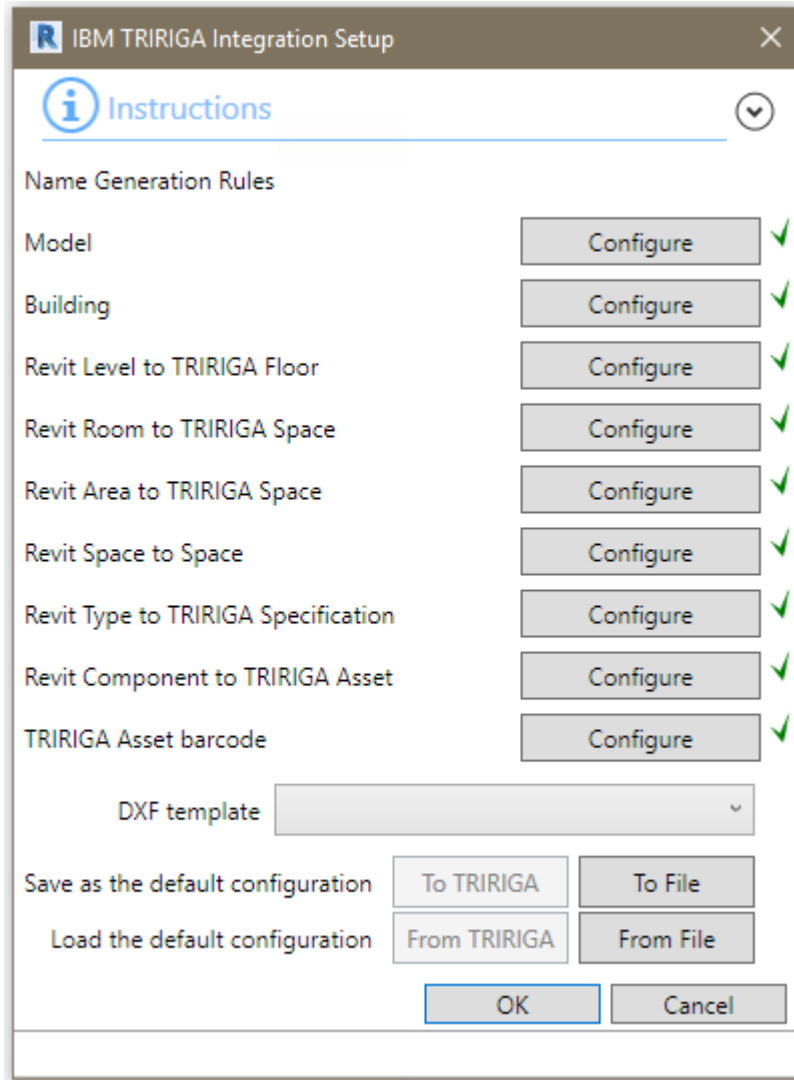 IBM TRIRIGA Integration Setup
Instructions
Name Generation Rules
Model Configure
Building Configure
Revit Level to TRIRIGA Floor Configure
Revit Room to TRIRIGA Space Configure
Revit Area to TRIRIGA Space Configure
Revit Space to Space Configure
Revit Type to TRIRIGA Specification Configure
Revit Component to TRIRIGA Asset Configure
TRIRIGA Asset barcode Configure
DXF template
Save as the default configuration To TRIRIGA To File
Load the default configuration From TRIRIGA From File
OK Cancel